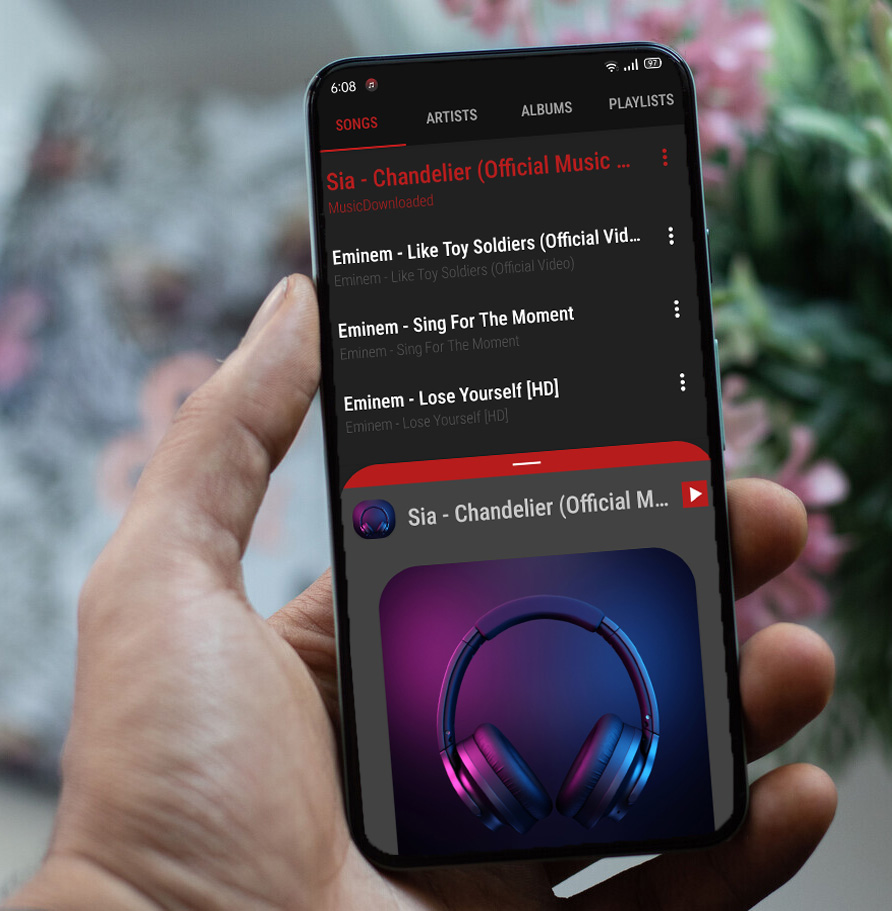 6:08
97
SONGS ARTISTS ALBUMS PLAYLISTS
Sia - Chandelier (Official Music ...
MusicDownloaded
Eminem - Like Toy Soldiers (Official Vid...
Eminem - Like Toy Soldiers (Official Video)
Eminem - Sing For The Moment
Eminem - Sing For The Moment
Eminem - Lose Yourself [HD]
Eminem - Lose Yourself [HD]
Sia - Chandelier (Official M...